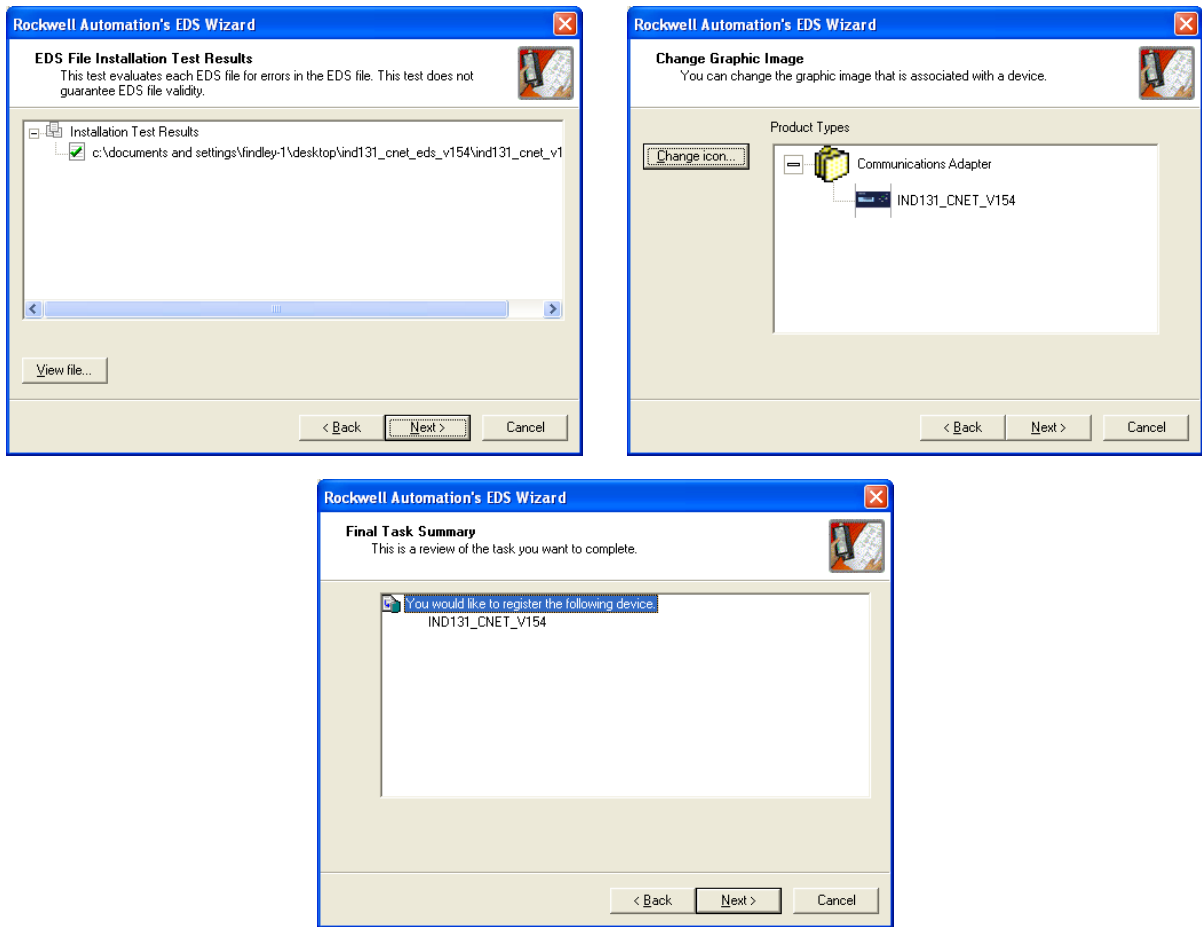 Rockwell Automation's EDS Wizard
EDS File Installation Test Results
This test evaluates each EDS file for errors in the EDS file. This test does not
guarantee EDS file validity.
Installation Test Results
c:\documents and settings\findley-1\desktop\ind131_cnet_eds_v154\ind131_cnet_v1
View file...
< Back
Next >
Cancel
Rockwell Automation's EDS Wizard
Change Graphic Image
You can change the graphic image that is associated with a device.
Product Types
Change icon...
Communications Adapter
IND131_CNET_V154
< Back
Next >
Cancel
Rockwell Automation's EDS Wizard
Final Task Summary
This is a review of the task you want to complete.
You would like to register the following device.
IND131_CNET_V154
< Back
Next >
Cancel